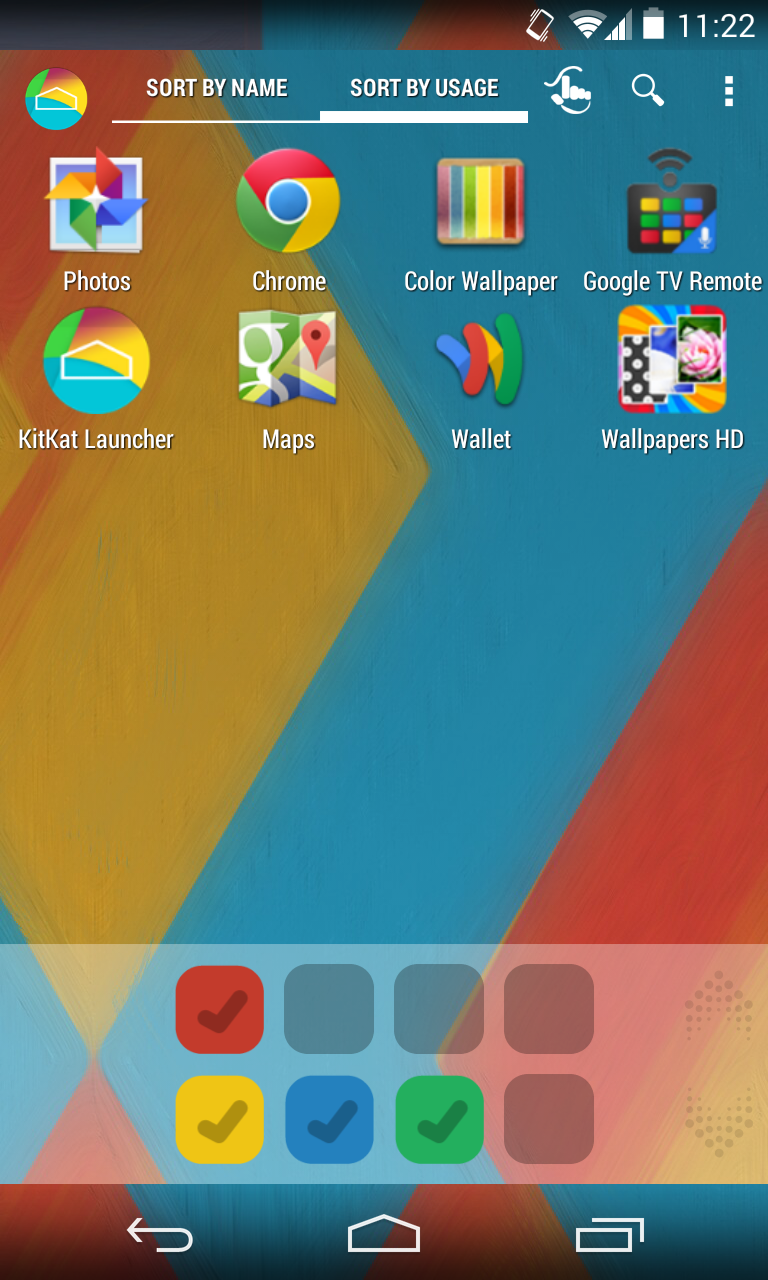 11:22
SORT BY NAME SORT BY USAGE
Photos Chrome Color Wallpaper Google TV Remote
KitKat Launcher Maps Wallet Wallpapers HD